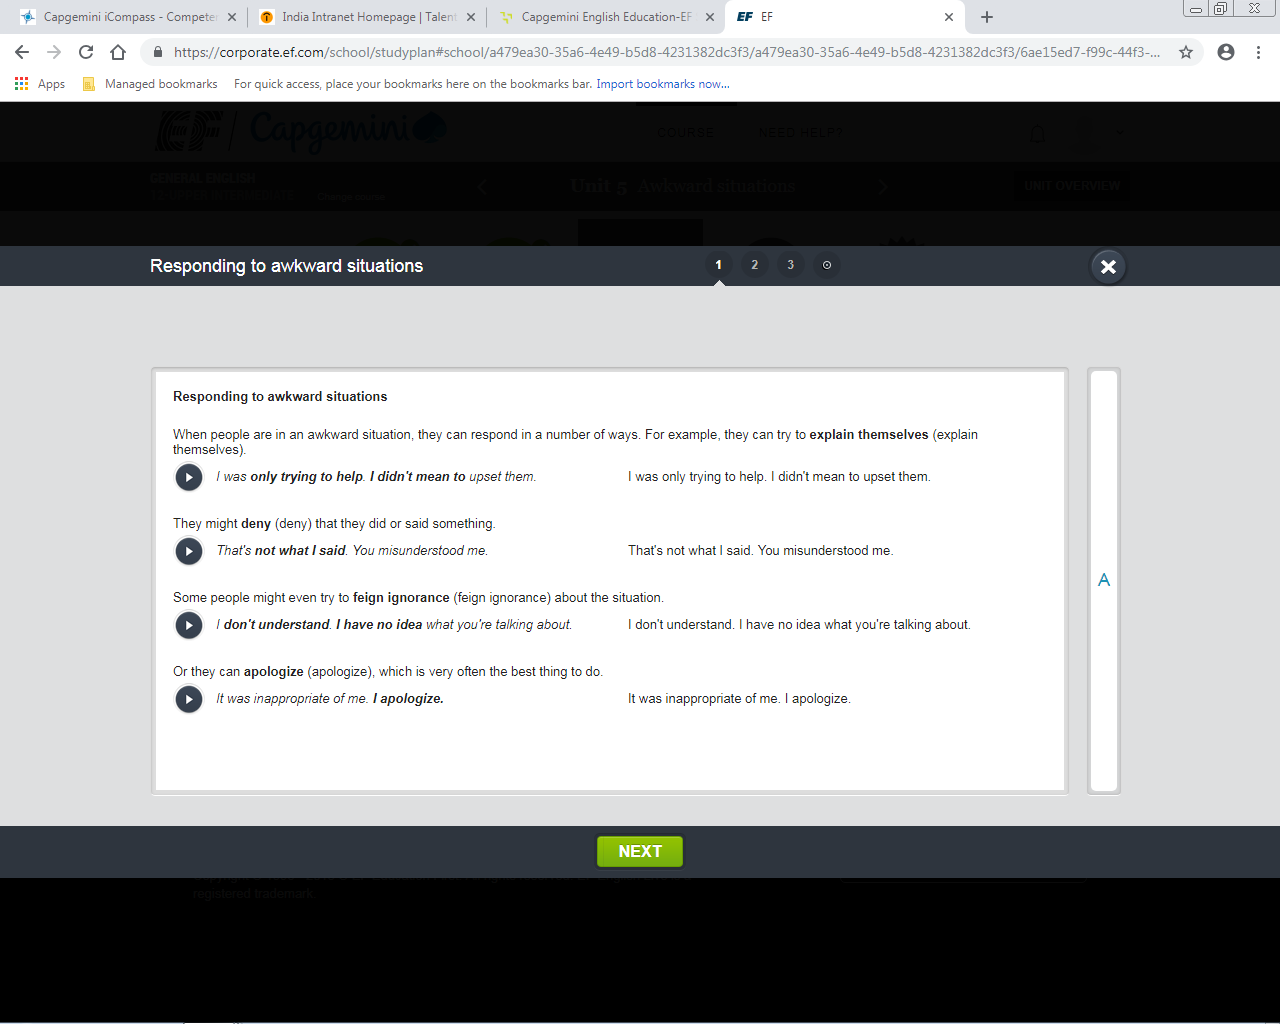 Capgemini iCompass - Competer
India Intranet Homepage | Talent
Capgemini English Education-EF
EF EF
https://corporate.ef.com/school/studyplan#school/a479ea30-35a6-4e49-b5d8-4231382dc3f3/a479ea30-35a6-4e49-b5d8-4231382dc3f3/6ae15ed7-f99c-44f3-...
Apps Managed bookmarks For quick access, place your bookmarks here on the bookmarks bar. Import bookmarks now...
EF | Capgemini
COURSE NEED HELP?
GENERAL ENGLISH
Unit 5 Awkward situations
UNIT OVERVIEW
Change course
Responding to awkward situations 1 2 3
Responding to awkward situations
When people are in an awkward situation, they can respond in a number of ways. For example, they can try to explain themselves (explain
themselves).
I was only trying to help. I didn't mean to upset them. I was only trying to help. I didn't mean to upset them.
They might deny (deny) that they did or said something.
That's not what I said. You misunderstood me. That's not what I said. You misunderstood me.
Some people might even try to feign ignorance (feign ignorance) about the situation.
I don't understand. I have no idea what you're talking about. I don't understand. I have no idea what you're talking about.
Or they can apologize (apologize), which is very often the best thing to do.
It was inappropriate of me. I apologize. It was inappropriate of me. I apologize.
A
NEXT
registered trademark